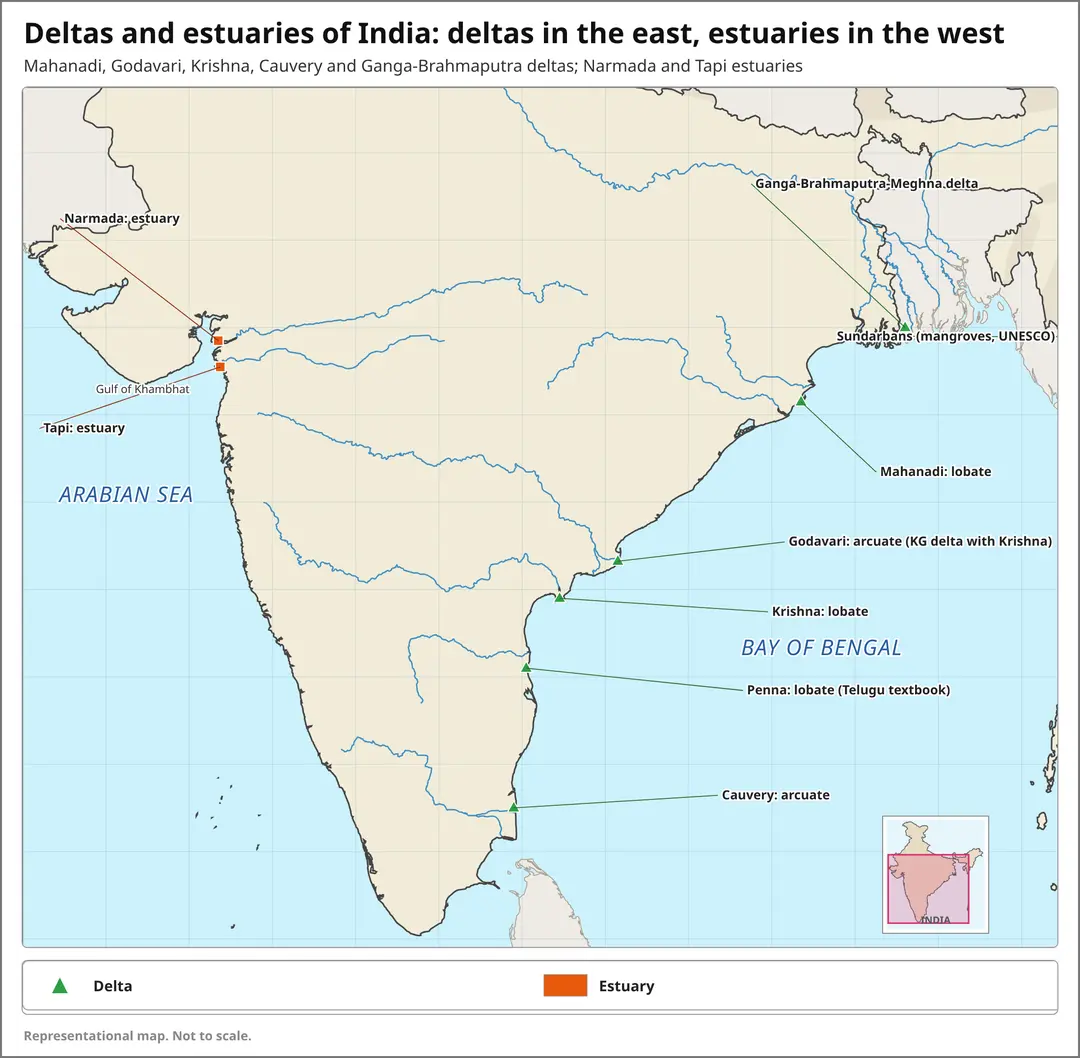 Deltas and estuaries of India: deltas in the east, estuaries in the west
Mahanadi, Godavari, Krishna, Cauvery and Ganga-Brahmaputra deltas; Narmada and Tapi estuaries
Ganga-Brahmaputra-Meghna delta
Narmada: estuary
Sundarbans (mangroves, UNESCO)
Gulf of Khambhat
Tapi: estuary
Mahanadi: lobate
ARABIAN SEA
Godavari: arcuate (KG delta with Krishna)
Krishna: lobate
BAY OF BENGAL
Penna: lobate (Telugu textbook)
Cauvery: arcuate
INDIA
Delta
Estuary
Representational map. Not to scale.